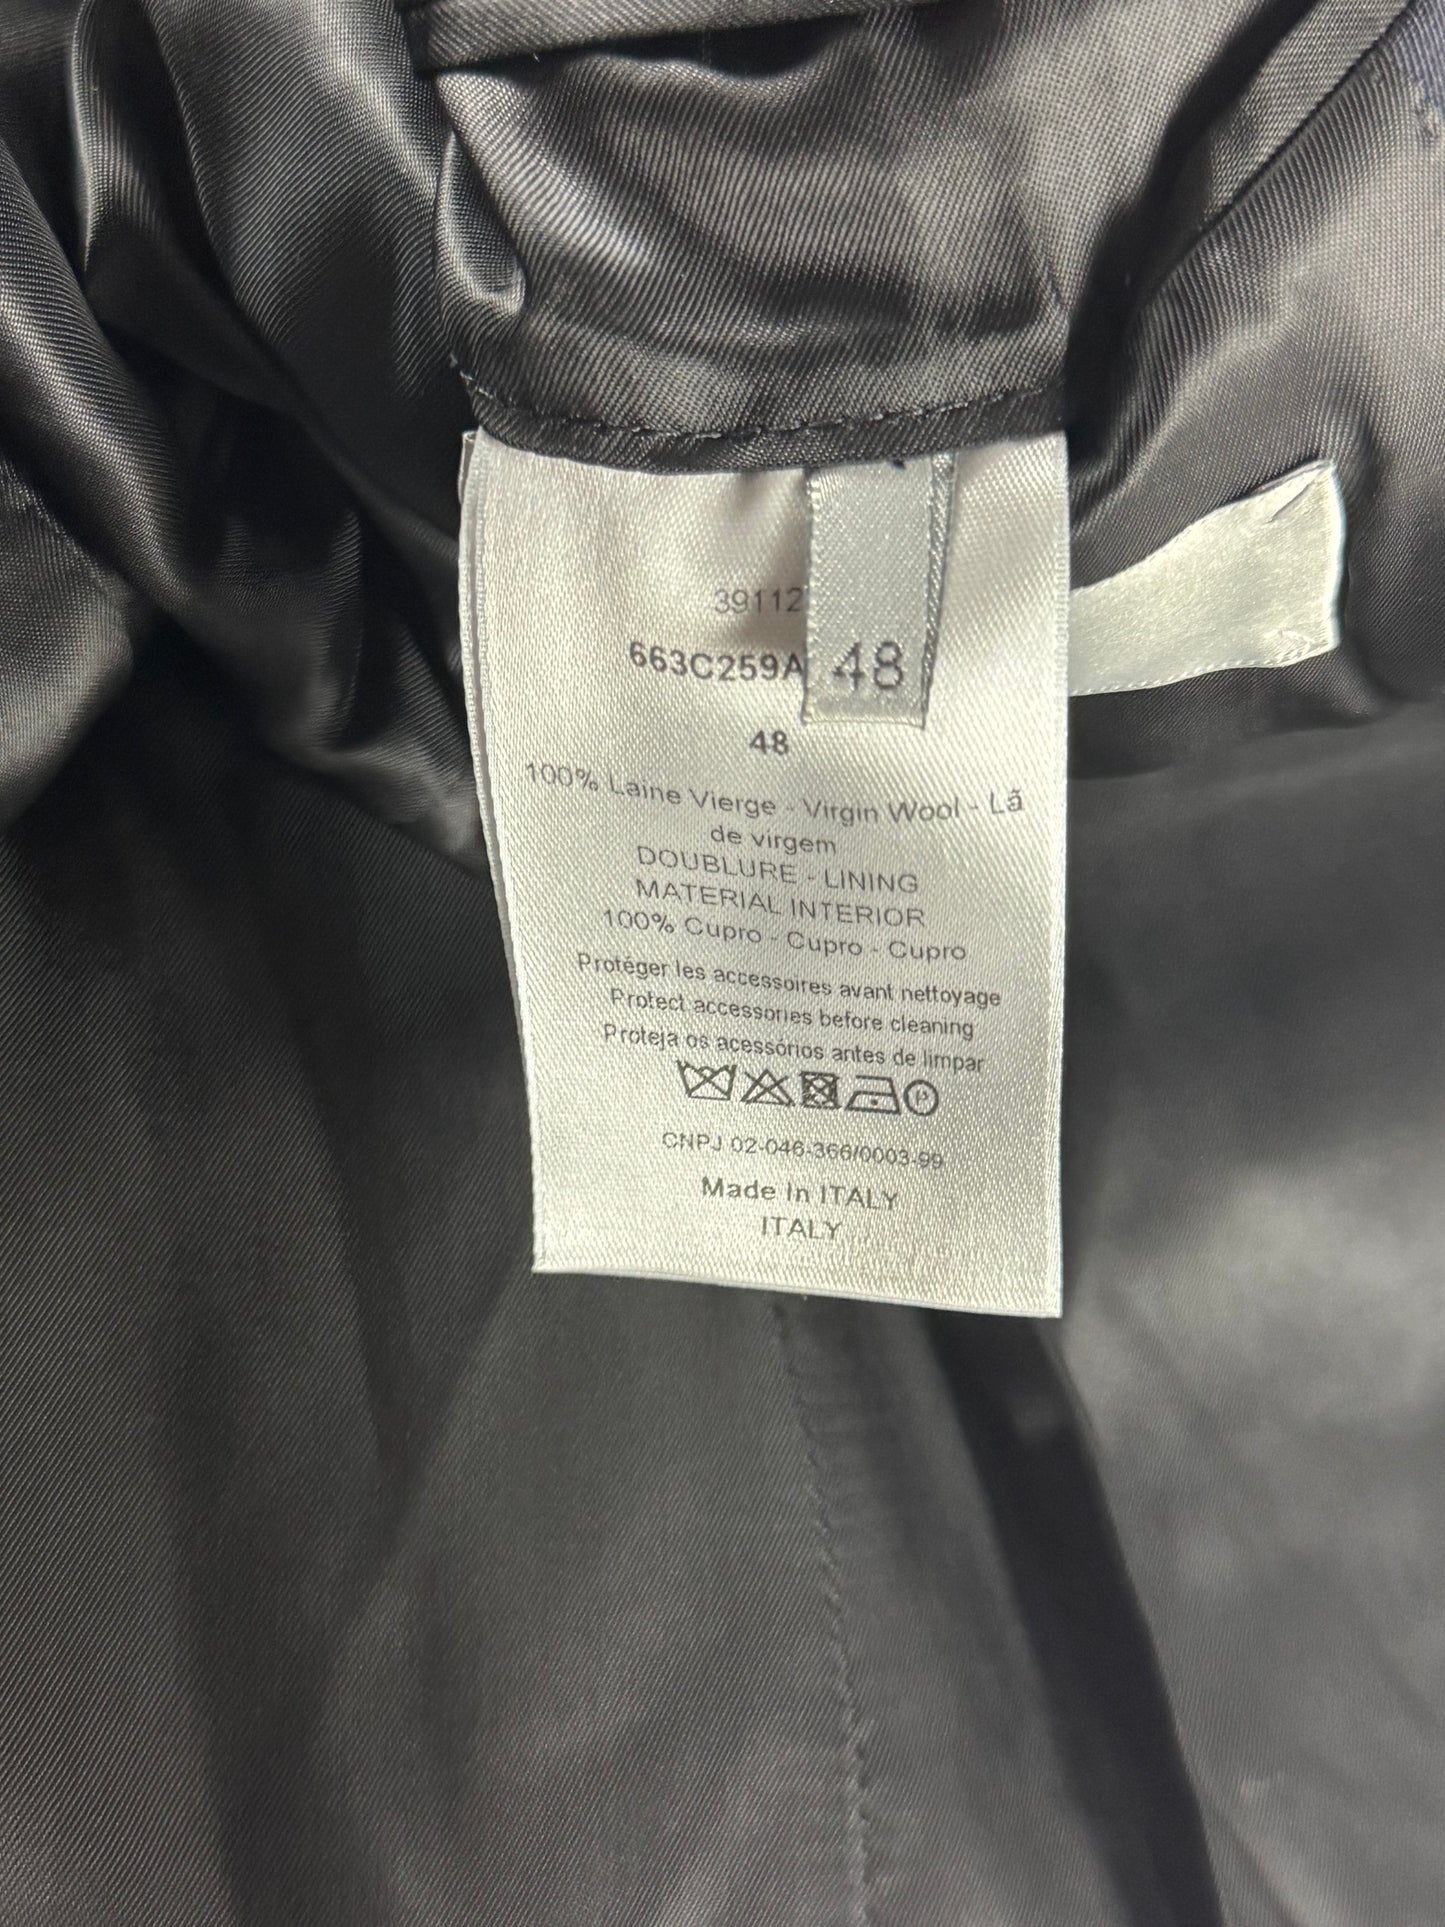 39112
663C259A
48
48
100% Laine Vierge - Virgin Wool - Lã
de virgem
DOUBLURE - LINING
MATERIAL INTERIOR
100% Cupro - Cupro - Cupro
Protéger les accessoires avant nettoyage
Protect accessories before cleaning
Proteja os acessórios antes de limpar
P
CNPJ 02-046-366/0003-99
Made In ITALY
ITALY